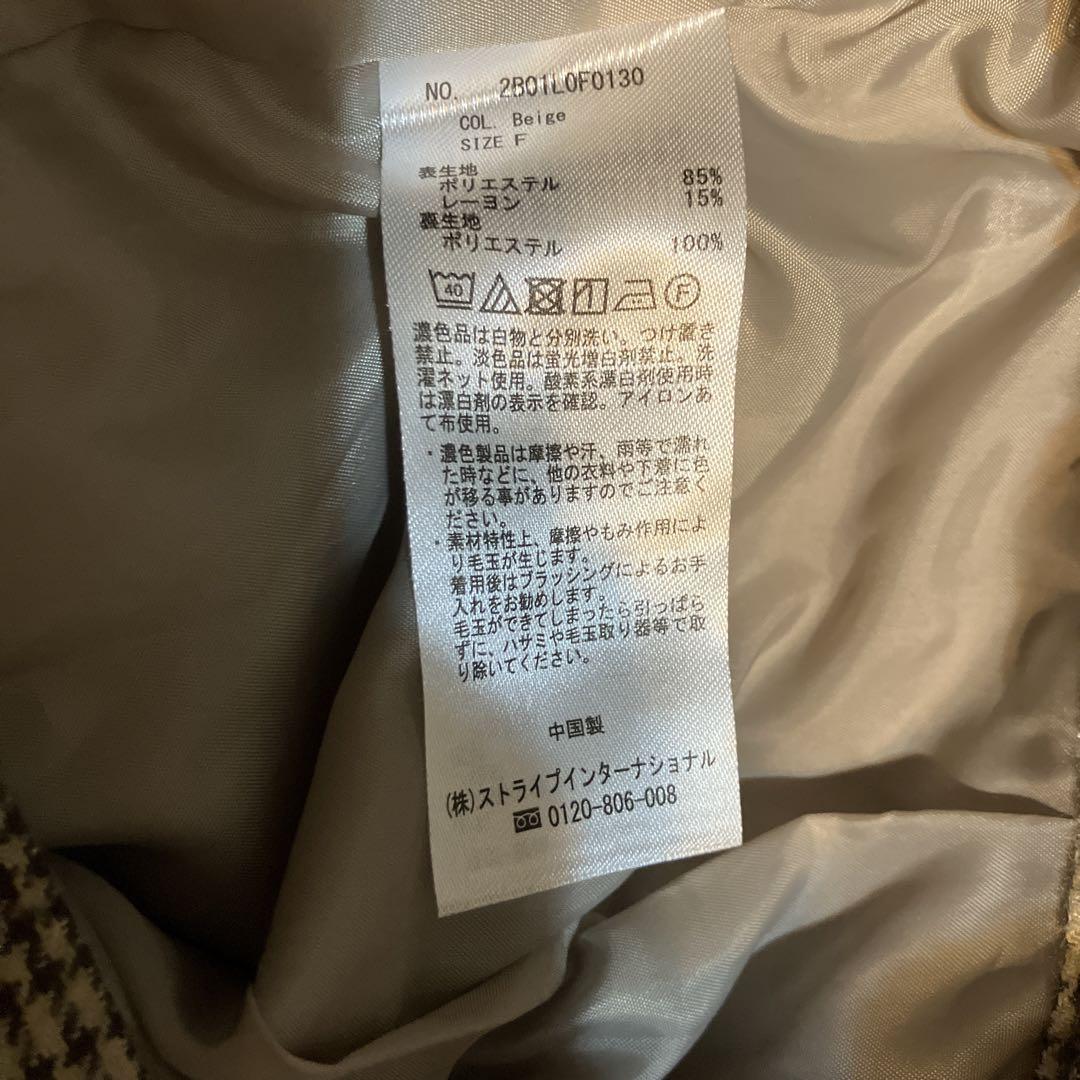 NO. 2B01L0F0130
COL. Beige
SIZE F
表生地
ポリエステル 85%
レーヨン 15%
裏生地
ポリエステル 100%
40
F
濃色品は白物と分別洗い。つけ置き
禁止。淡色品は蛍光増白剤禁止。洗
濯ネット使用。酸素系漂白剤使用時
は漂白剤の表示を確認。アイロンあ
て布使用。
・濃色製品は摩擦や汗、雨等で濡れ
た時などに、他の衣料や下着に色
が移る事がありますのでご注意く
ださい。
・素材特性上、摩擦やもみ作用によ
り毛玉が生じます。
着用後はブラッシングによるお手
入れをお勧めします。
毛玉ができてしまったら引っぱら
ずに、ハサミや毛玉取り器等で取
り除いてください。
中国製
(株)ストライプインターナショナル
0120-806-008